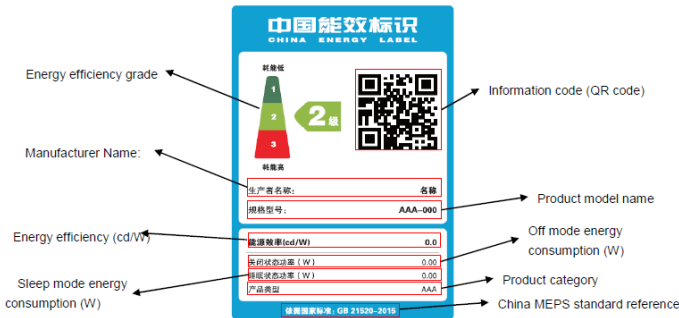 中国能效标识
CHINA ENERGY LABEL
耗能低
1
2
3
耗能高
2级
Energy efficiency grade
Information code (QR code)
Manufacturer Name:
生产者名称: 名称
规格型号: AAA-000
Product model name
Energy efficiency (cd/W)
能源效率(cd/W) 0.0
Off mode energy
consumption (W)
关闭状态功率(W) 0.00
睡眠状态功率(W) 0.00
Sleep mode energy
consumption (W)
产品类型 AAA
Product category
依据国家标准: GB 21520-2015
China MEPS standard reference